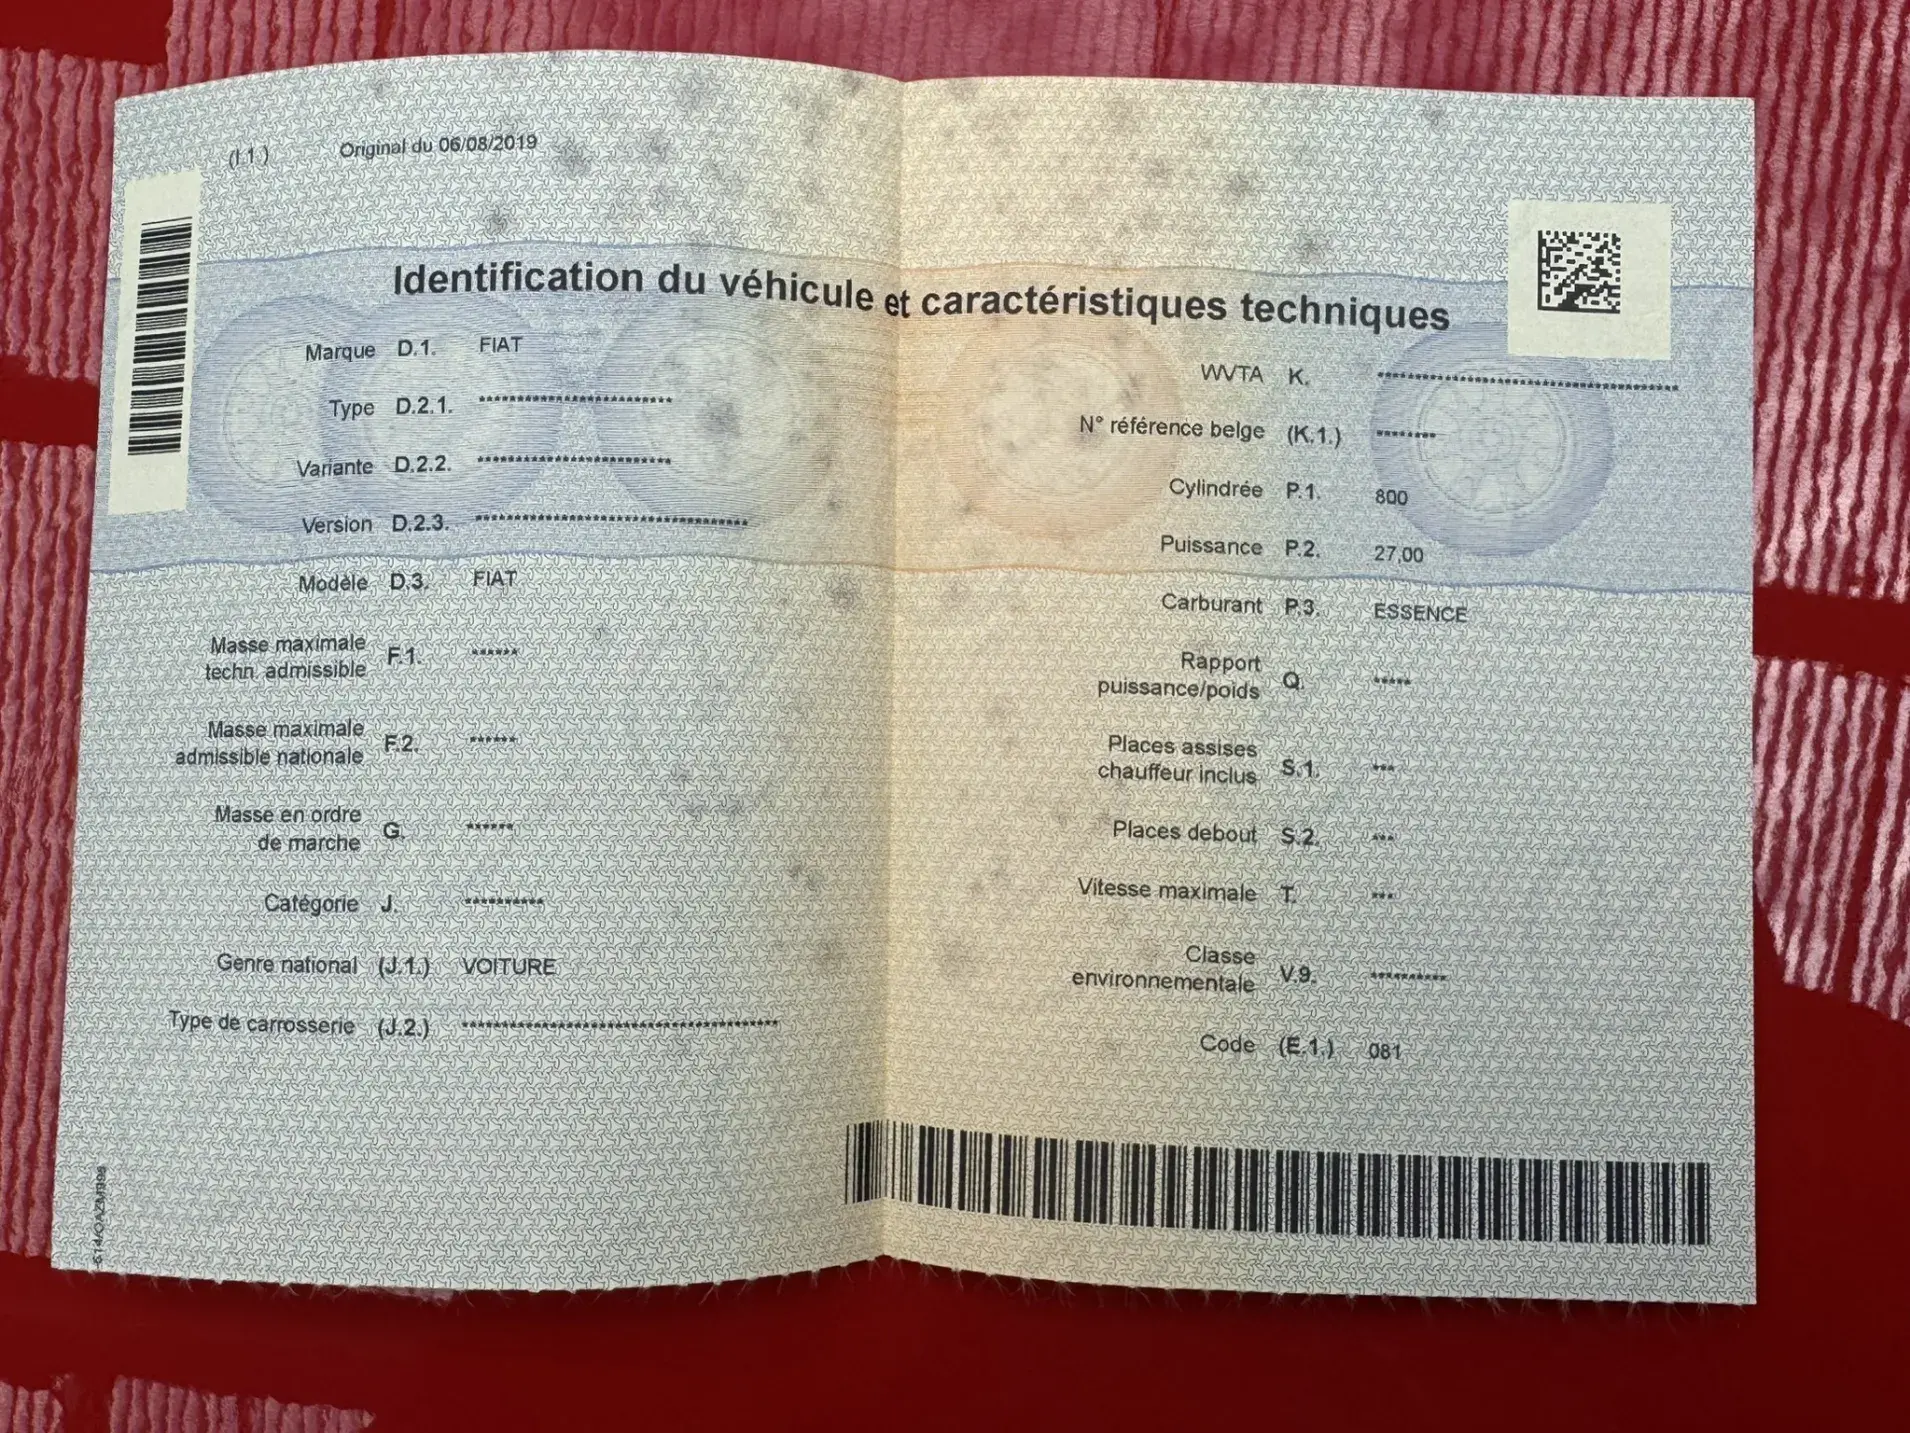 (I.1.) Original du 06/08/2019
Identification du véhicule et caractéristiques techniques
Marque D.1. FIAT
Type D.2.1. ************************
Variante D.2.2. ************************
Version D.2.3. ***********************************
Modèle D.3. FIAT
Masse maximale
techn. admissible F.1. ******
Masse maximale
admissible nationale F.2. ******
Masse en ordre
de marche G. ******
Catégorie J. **********
Genre national (J.1.) VOITURE
Type de carrosserie (J.2.) ****************************************
WVTA K. ***************************************
N° référence belge (K.1.) ********
Cylindrée P.1. 800
Puissance P.2. 27,00
Carburant P.3. ESSENCE
Rapport
puissance/poids Q. *****
Places assises
chauffeur inclus S.1. ***
Places debout S.2. ***
Vitesse maximale T. ***
Classe
environnementale V.9. **********
Code (E.1.) 081